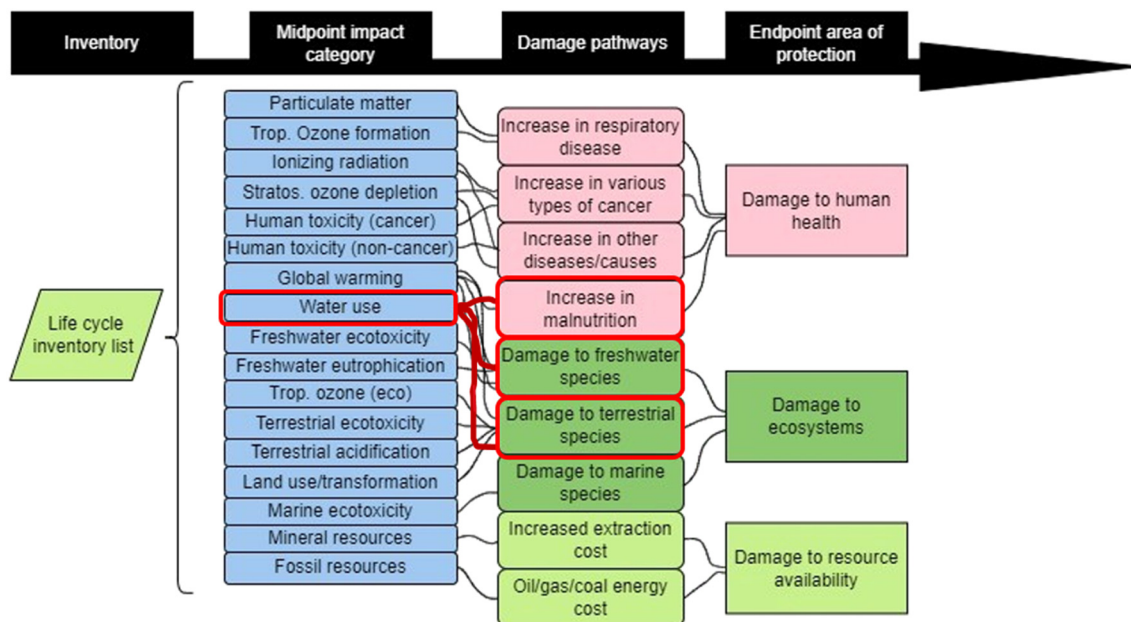 Inventory
Midpoint impact
category
Damage pathways
Endpoint area of
protection
Life cycle
inventory list
Particulate matter
Trop. Ozone formation
Ionizing radiation
Stratos. ozone depletion
Human toxicity (cancer)
Human toxicity (non-cancer)
Global warming
Water use
Freshwater ecotoxicity
Freshwater eutrophication
Trop. ozone (eco)
Terrestrial ecotoxicity
Terrestrial acidification
Land use/transformation
Marine ecotoxicity
Mineral resources
Fossil resources
Increase in respiratory
disease
Increase in various
types of cancer
Increase in other
diseases/causes
Increase in
malnutrition
Damage to freshwater
species
Damage to terrestrial
species
Damage to marine
species
Increased extraction
cost
Oil/gas/coal energy
cost
Damage to human
health
Damage to
ecosystems
Damage to resource
availability